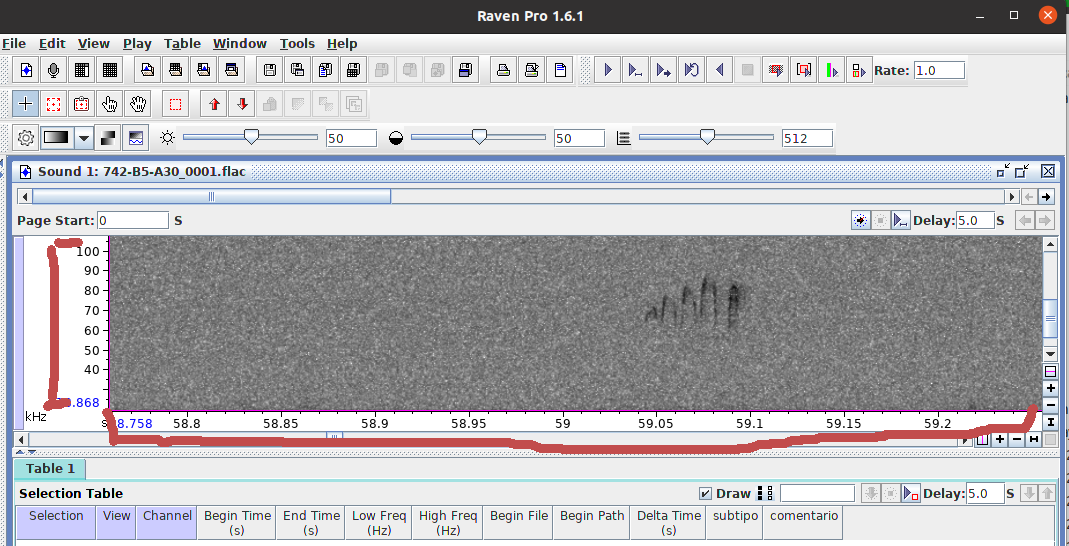 Raven Pro 1.6.1
File Edit View Play Table Window Tools Help
Rate: 1.0
50 50 512
Sound 1: 742-B5-A30_0001.flac
Page Start: 0 S Delay: 5.0 S
100
90
80
70
60
50
40
.868
kHz
s 8.758 58.8 58.85 58.9 58.95 59 59.05 59.1 59.15 59.2
Table 1
Selection Table Draw Delay: 5.0 S
Selection View Channel Begin Time (s) End Time (s) Low Freq (Hz) High Freq (Hz) Begin File Begin Path Delta Time (s) subtipo comentario